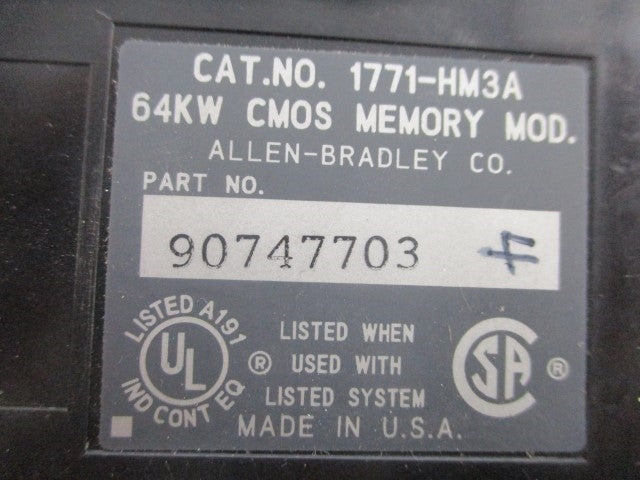 CAT.NO. 1771-HM3A
64KW CMOS MEMORY MOD.
ALLEN-BRADLEY CO.
PART NO.
90747703
LISTED A191
UL ®
IND CONT EQ
LISTED WHEN
USED WITH
LISTED SYSTEM
SA ®
MADE IN U.S.A.